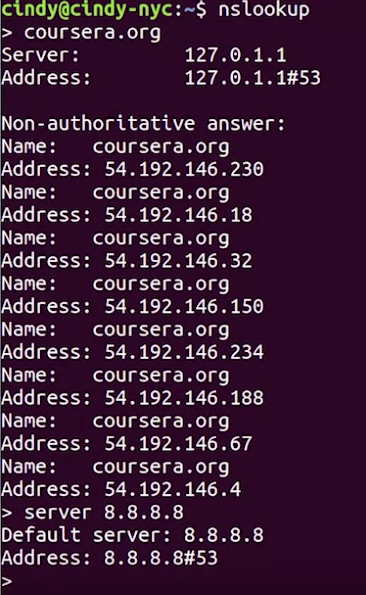 cindy@cindy-nyc:~$ nslookup
> coursera.org
Server:         127.0.1.1
Address:        127.0.1.1#53

Non-authoritative answer:
Name:   coursera.org
Address: 54.192.146.230
Name:   coursera.org
Address: 54.192.146.18
Name:   coursera.org
Address: 54.192.146.32
Name:   coursera.org
Address: 54.192.146.150
Name:   coursera.org
Address: 54.192.146.234
Name:   coursera.org
Address: 54.192.146.188
Name:   coursera.org
Address: 54.192.146.67
Name:   coursera.org
Address: 54.192.146.4
> server 8.8.8.8
Default server: 8.8.8.8
Address: 8.8.8.8#53
>